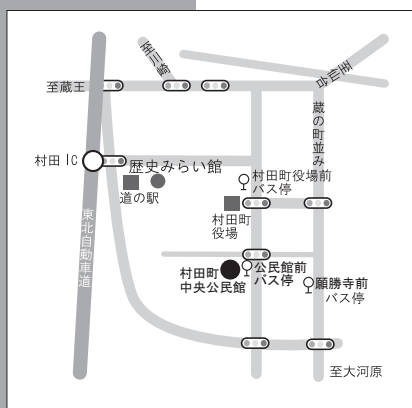 至川崎
至蔵王
蔵の町並み
村田 IC
歴史みらい館
道の駅
村田町役場前
バス停
村田町
役場
東北自動車道
村田町
中央公民館
公民館前
バス停
願勝寺前
バス停
至大河原